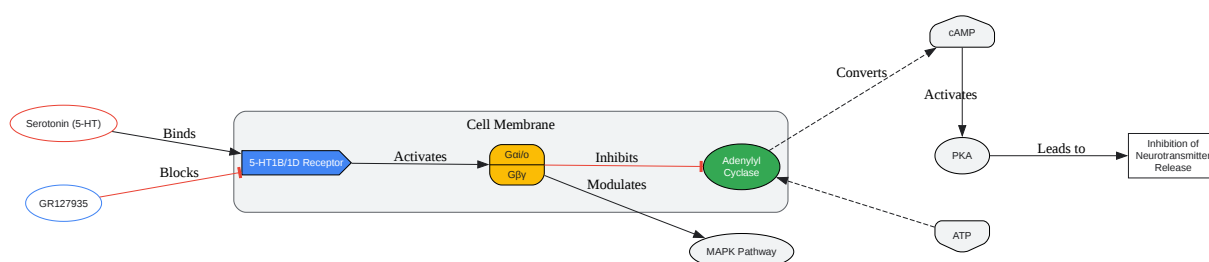 cAMP
Converts
Activates
Serotonin (5-HT)
Binds
Cell Membrane
5-HT1B/1D Receptor
Activates
Gαi/o
Gβγ
Inhibits
Adenylyl
Cyclase
PKA
Leads to
Inhibition of
Neurotransmitter
Release
Blocks
Modulates
GR127935
MAPK Pathway
ATP